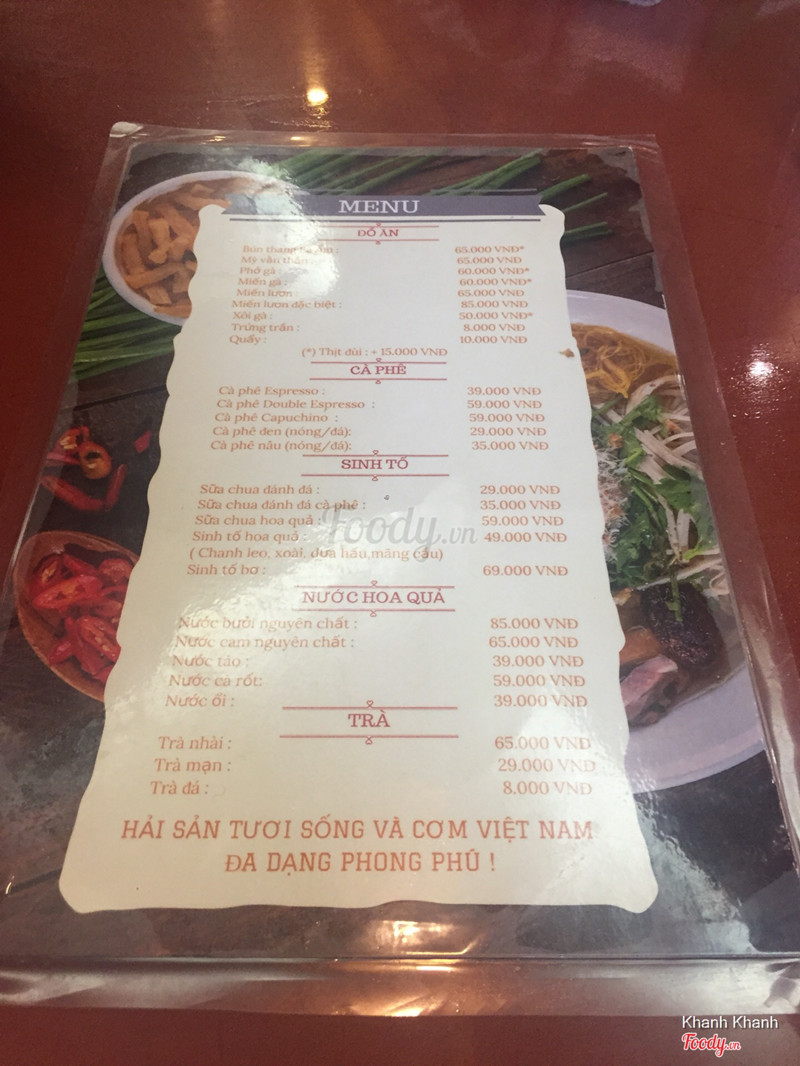 MENU
ĐỒ ĂN
Bún thang : 65.000 VNĐ*
Mỳ vằn thắn 65.000 VNĐ
Phở gà : 60.000 VNĐ*
Miến gà : 60.000 VNĐ*
Miến lươn : 65.000 VNĐ
Miến lươn đặc biệt : 85.000 VNĐ
Xôi gà : 50.000 VNĐ*
Trứng trần : 8.000 VNĐ
Quẩy : 10.000 VNĐ
(*) Thịt đùi : + 15.000 VNĐ
CÀ PHÊ
Cà phê Espresso : 39.000 VNĐ
Cà phê Double Espresso : 59.000 VNĐ
Cà phê Capuchino : 59.000 VNĐ
Cà phê đen (nóng/đá): 29.000 VNĐ
Cà phê nâu (nóng/đá): 35.000 VNĐ
SINH TỐ
Sữa chua đánh đá : 29.000 VNĐ
Sữa chua đánh đá cà phê : 35.000 VNĐ
Sữa chua hoa quả : 59.000 VNĐ
Sinh tố hoa quả : 49.000 VNĐ
( Chanh leo, xoài, dưa hấu,mãng cầu)
Sinh tố bơ : 69.000 VNĐ
Foody.vn
NƯỚC HOA QUẢ
Nước bưởi nguyên chất : 85.000 VNĐ
Nước cam nguyên chất : 65.000 VNĐ
Nước táo : 39.000 VNĐ
Nước cà rốt: 59.000 VNĐ
Nước ổi : 39.000 VNĐ
TRÀ
Trà nhài : 65.000 VNĐ
Trà mạn : 29.000 VNĐ
Trà đá : 8.000 VNĐ
HẢI SẢN TƯƠI SỐNG VÀ CƠM VIỆT NAM
ĐA DẠNG PHONG PHÚ !
Khanh Khanh
Foody.vn